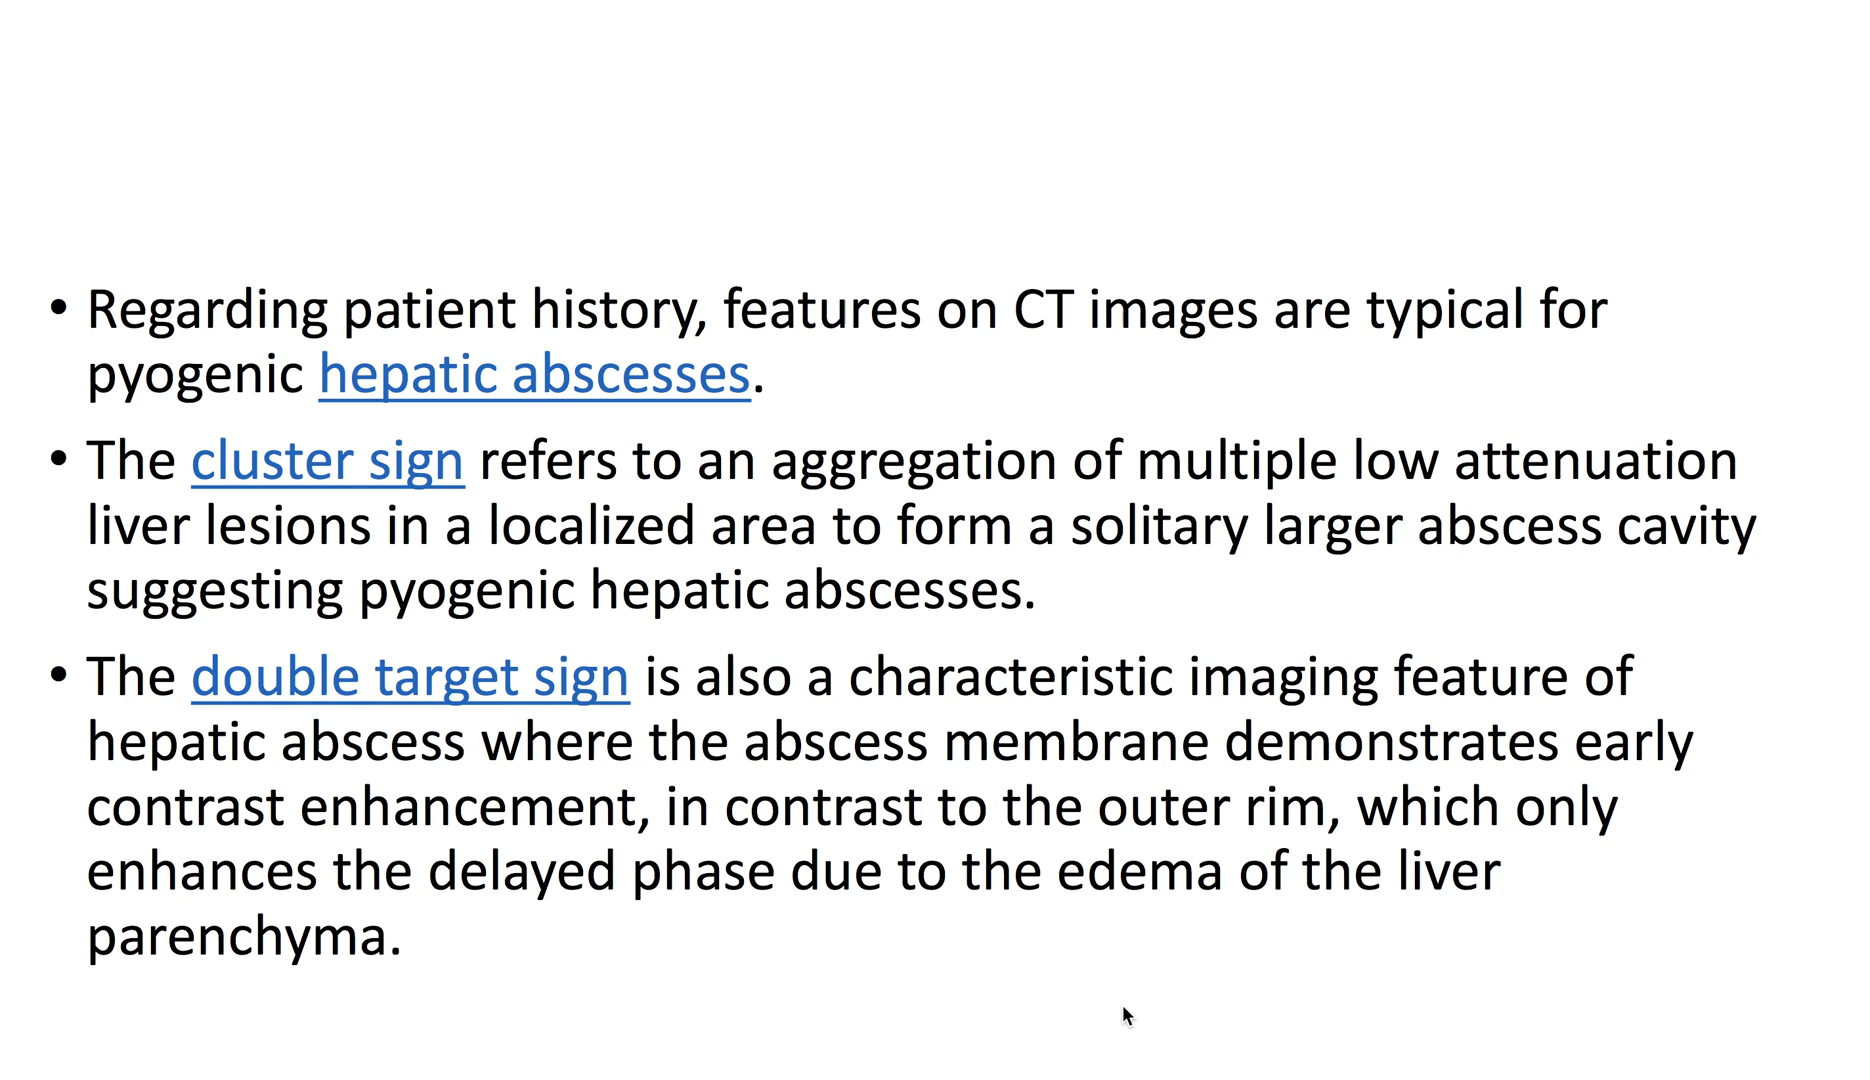 • Regarding patient history, features on CT images are typical for
pyogenic hepatic abscesses.
• The cluster sign refers to an aggregation of multiple low attenuation
liver lesions in a localized area to form a solitary larger abscess cavity
suggesting pyogenic hepatic abscesses.
• The double target sign is also a characteristic imaging feature of
hepatic abscess where the abscess membrane demonstrates early
contrast enhancement, in contrast to the outer rim, which only
enhances the delayed phase due to the edema of the liver
parenchyma.